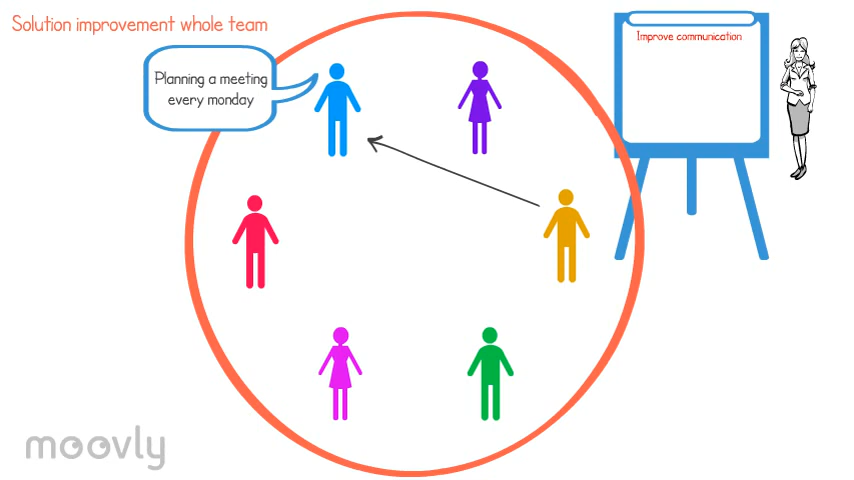 Solution improvement whole team
Improve communication
Planning a meeting
every monday
moovly